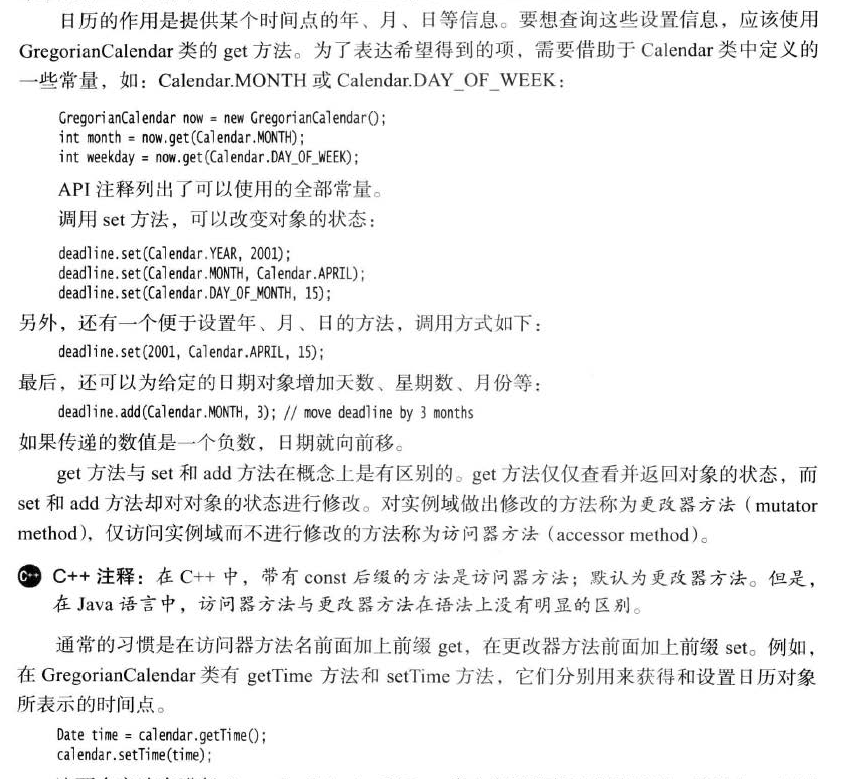 日历的作用是提供某个时间点的年、月、日等信息。要想查询这些设置信息，应该使用
GregorianCalendar 类的 get 方法。为了表达希望得到的项，需要借助于 Calendar 类中定义的
一些常量，如：Calendar.MONTH 或 Calendar.DAY_OF_WEEK：
GregorianCalendar now = new GregorianCalendar();
int month = now.get(Calendar.MONTH);
int weekday = now.get(Calendar.DAY_OF_WEEK);
API 注释列出了可以使用的全部常量。
调用 set 方法，可以改变对象的状态：
deadline.set(Calendar.YEAR, 2001);
deadline.set(Calendar.MONTH, Calendar.APRIL);
deadline.set(Calendar.DAY_OF_MONTH, 15);
另外，还有一个便于设置年、月、日的方法，调用方式如下：
deadline.set(2001, Calendar.APRIL, 15);
最后，还可以为给定的日期对象增加天数、星期数、月份等：
deadline.add(Calendar.MONTH, 3); // move deadline by 3 months
如果传递的数值是一个负数，日期就向前移。
get 方法与 set 和 add 方法在概念上是有区别的。get 方法仅仅查看并返回对象的状态，而
set 和 add 方法却对对象的状态进行修改。对实例域做出修改的方法称为更改器方法（mutator
method），仅访问实例域而不进行修改的方法称为访问器方法（accessor method）。
C++ C++ 注释：在 C++ 中，带有 const 后缀的方法是访问器方法；默认为更改器方法。但是，
在 Java 语言中，访问器方法与更改器方法在语法上没有明显的区别。
通常的习惯是在访问器方法名前面加上前缀 get，在更改器方法前面加上前缀 set。例如，
在 GregorianCalendar 类有 getTime 方法和 setTime 方法，它们分别用来获得和设置日历对象
所表示的时间点。
Date time = calendar.getTime();
calendar.setTime(time);